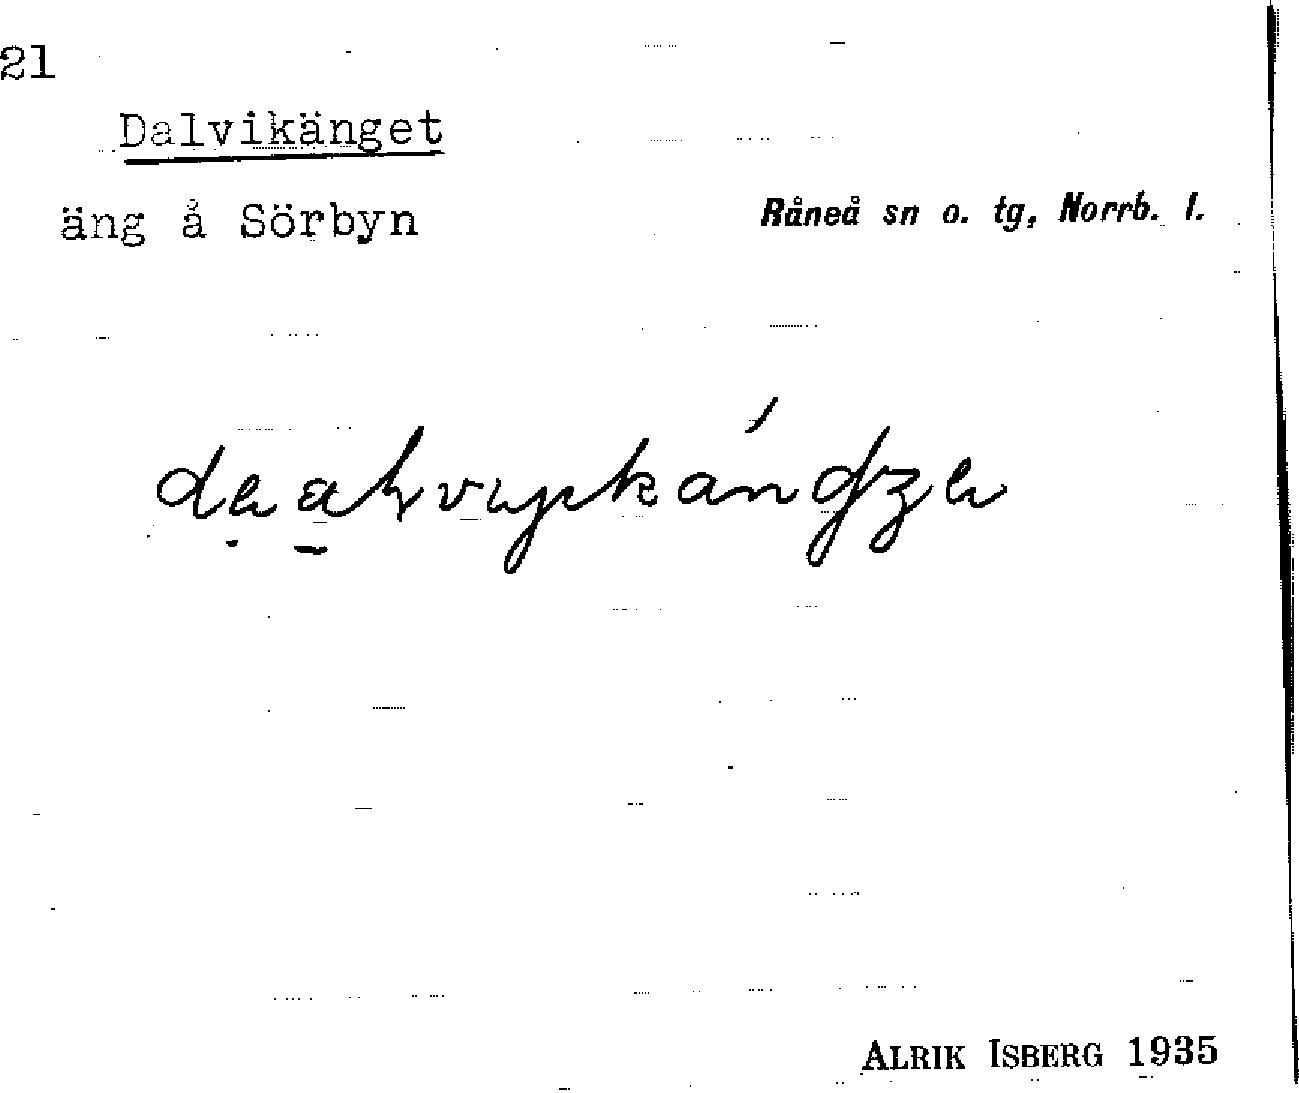 21
Dalvikänget
äng å Sörbyn
Råneå sn o. tg, Norrb. l.
ALRIK ISBERG 1935